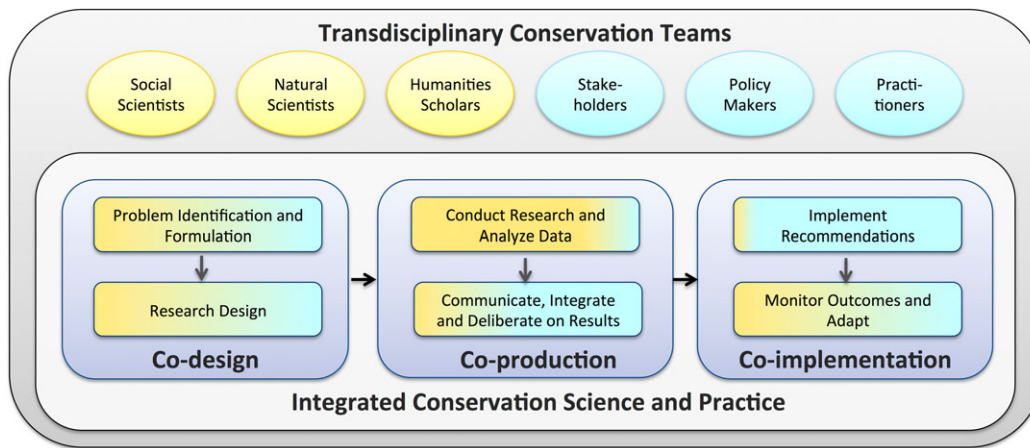 Transdisciplinary Conservation Teams
Social
Scientists
Natural
Scientists
Humanities
Scholars
Stake-
holders
Policy
Makers
Practi-
tioners
Problem Identification and
Formulation
Research Design
Co-design
Conduct Research and
Analyze Data
Communicate, Integrate
and Deliberate on Results
Co-production
Implement
Recommendations
Monitor Outcomes and
Adapt
Co-implementation
Integrated Conservation Science and Practice